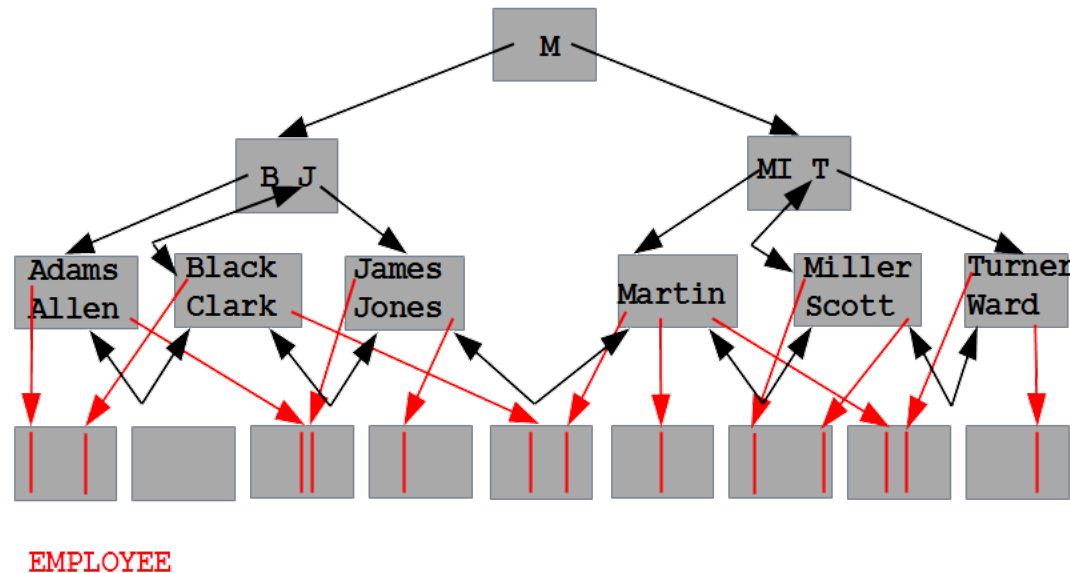 M
B J
MI T
Adams
Allen
Black
Clark
James
Jones
Martin
Miller
Scott
Turner
Ward
EMPLOYEE